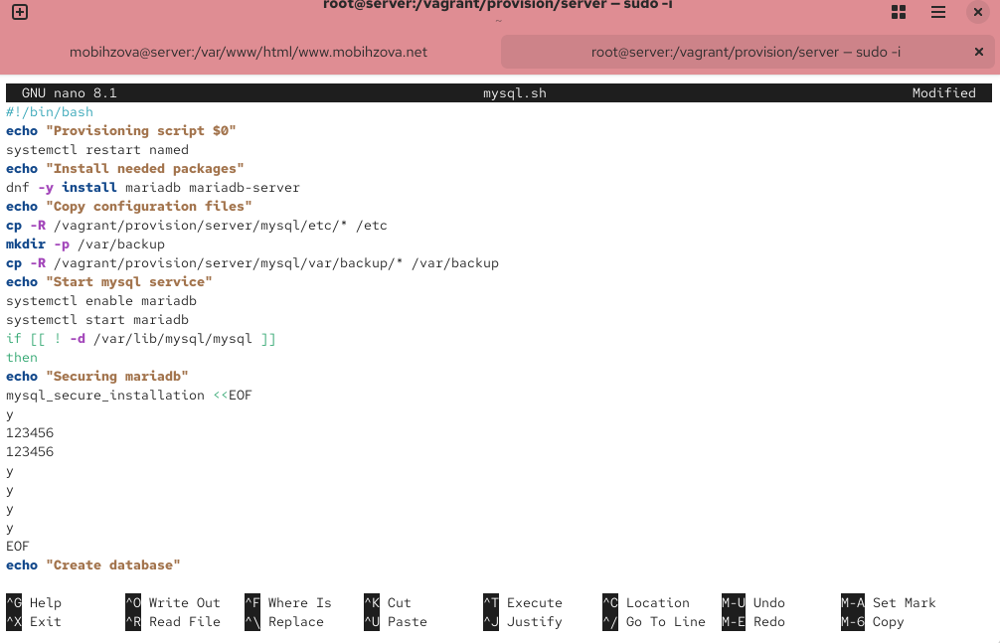 root@server:/vagrant/provision/server — sudo -i
~
mobihzova@server:/var/www/html/www.mobihzova.net
root@server:/vagrant/provision/server — sudo -i
GNU nano 8.1 mysql.sh Modified
#!/bin/bash
echo "Provisioning script $0"
systemctl restart named
echo "Install needed packages"
dnf -y install mariadb mariadb-server
echo "Copy configuration files"
cp -R /vagrant/provision/server/mysql/etc/* /etc
mkdir -p /var/backup
cp -R /vagrant/provision/server/mysql/var/backup/* /var/backup
echo "Start mysql service"
systemctl enable mariadb
systemctl start mariadb
if [[ ! -d /var/lib/mysql/mysql ]]
then
echo "Securing mariadb"
mysql_secure_installation <<EOF
y
123456
123456
y
y
y
y
EOF
echo "Create database"
^G Help ^O Write Out ^F Where Is ^K Cut ^T Execute ^C Location M-U Undo M-A Set Mark
^X Exit ^R Read File ^\ Replace ^U Paste ^J Justify ^/ Go To Line M-E Redo M-6 Copy